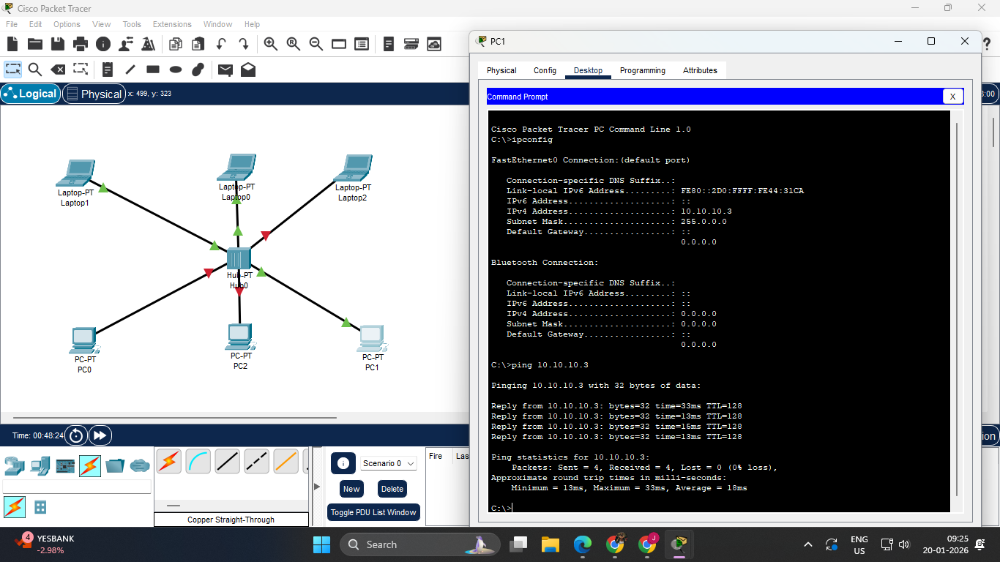 Cisco Packet Tracer
File Edit Options View Tools Extensions Window Help
PC1
?
Physical Config Desktop Programming Attributes
Logical Physical x: 499, y: 323
3:00
Command Prompt X
Cisco Packet Tracer PC Command Line 1.0
C:\>ipconfig
FastEthernet0 Connection:(default port)
Connection-specific DNS Suffix..:
Link-local IPv6 Address.........: FE80::2D0:FFFF:FE44:31CA
IPv6 Address....................: ::
IPv4 Address....................: 10.10.10.3
Subnet Mask.....................: 255.0.0.0
Default Gateway.................: ::
0.0.0.0
Bluetooth Connection:
Connection-specific DNS Suffix..:
Link-local IPv6 Address.........: ::
IPv6 Address....................: ::
IPv4 Address....................: 0.0.0.0
Subnet Mask.....................: 0.0.0.0
Default Gateway.................: ::
0.0.0.0
C:\>ping 10.10.10.3
Pinging 10.10.10.3 with 32 bytes of data:
Reply from 10.10.10.3: bytes=32 time=33ms TTL=128
Reply from 10.10.10.3: bytes=32 time=13ms TTL=128
Reply from 10.10.10.3: bytes=32 time=15ms TTL=128
Reply from 10.10.10.3: bytes=32 time=13ms TTL=128
Ping statistics for 10.10.10.3:
Packets: Sent = 4, Received = 4, Lost = 0 (0% loss),
Approximate round trip times in milli-seconds:
Minimum = 13ms, Maximum = 33ms, Average = 18ms
C:\>
Laptop-PT
Laptop1
Laptop-PT
Laptop0
Laptop-PT
Laptop2
Hub-PT
Hub0
PC-PT
PC0
PC-PT
PC2
PC-PT
PC1
Time: 00:48:24
ion
Scenario 0
Fire Las
New Delete
Toggle PDU List Window
Copper Straight-Through
4
YESBANK
-2.98%
Search
J
ENG
US
09:25
20-01-2026